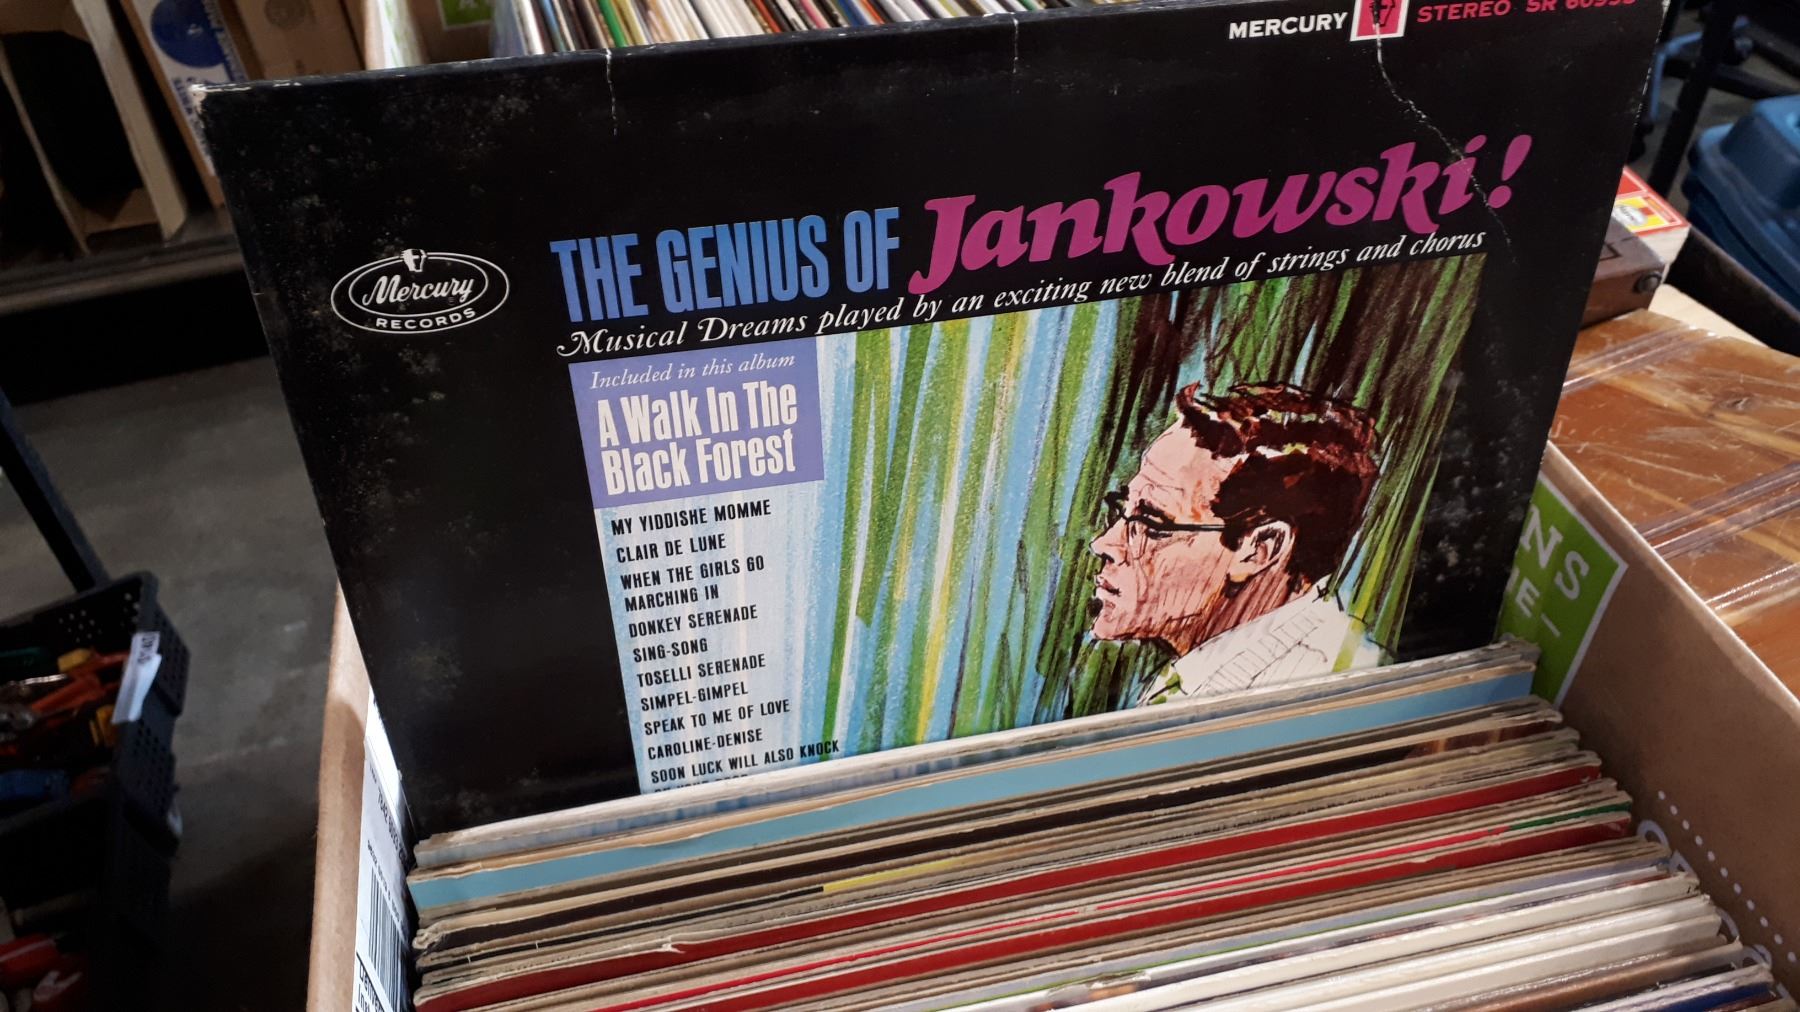 MERCURY STEREO SR
THE GENIUS OF Jankowski!
Musical Dreams played by an exciting new blend of strings and chorus
Mercury
RECORDS
Included in this album
A Walk In The
Black Forest
MY YIDDISHE MOMME
CLAIR DE LUNE
WHEN THE GIRLS GO
MARCHING IN
DONKEY SERENADE
SING-SONG
TOSELLI SERENADE
SIMPEL-GIMPEL
SPEAK TO ME OF LOVE
CAROLINE-DENISE
SOON LUCK WILL ALSO KNOCK